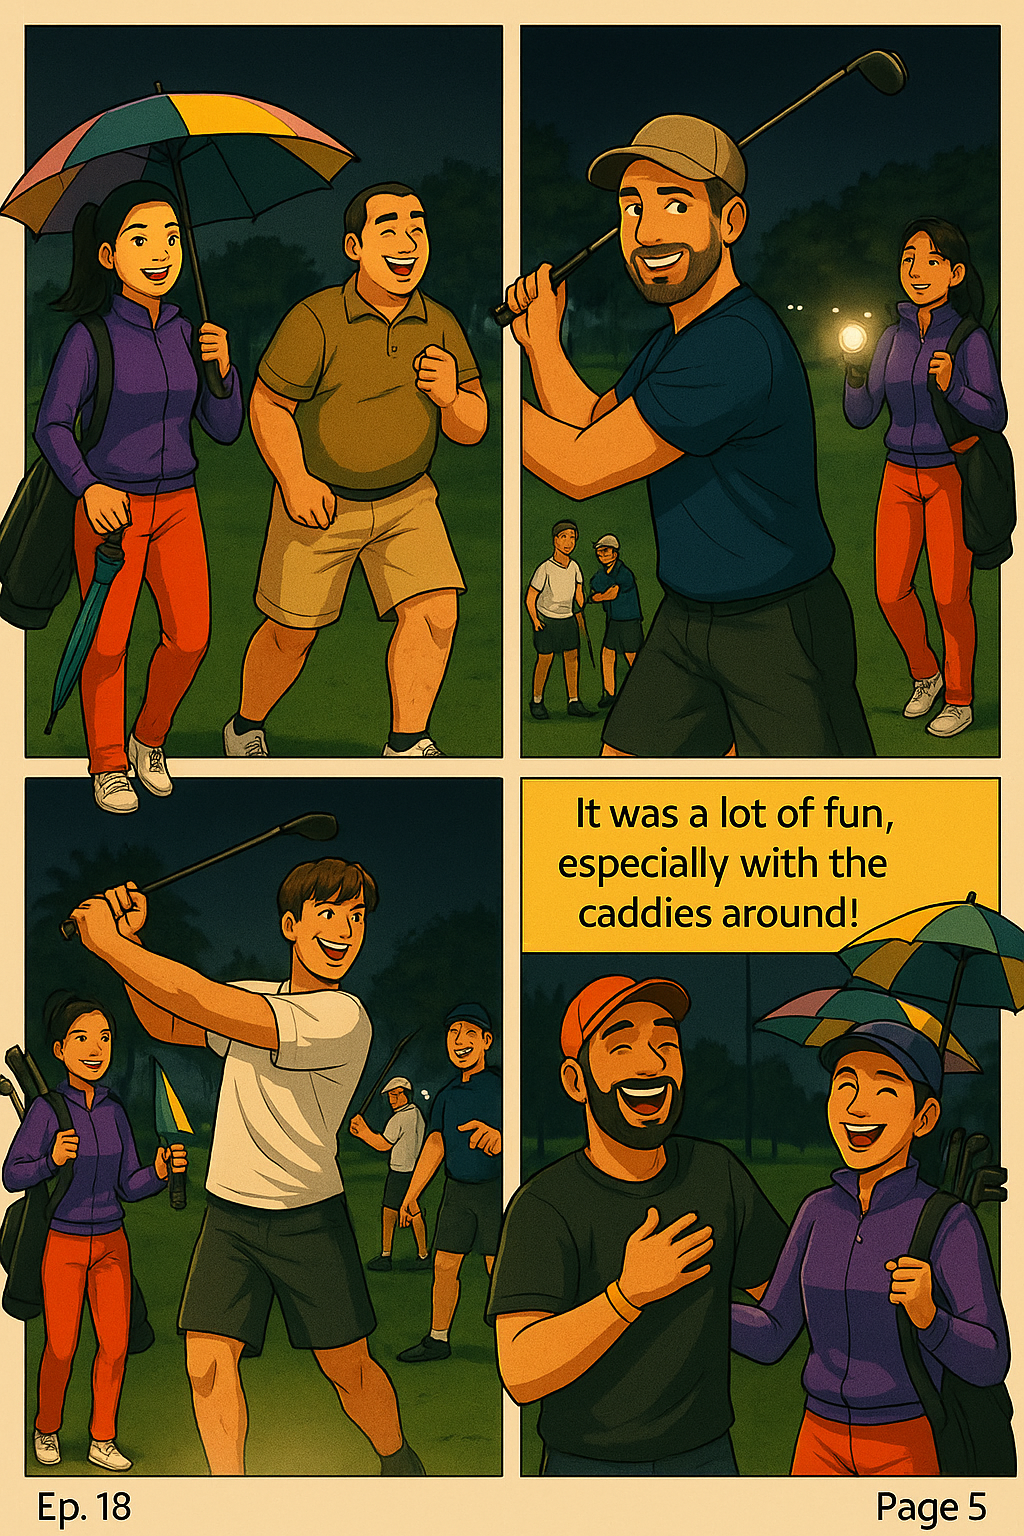 It was a lot of fun,
especially with the
caddies around!
Ep. 18
Page 5